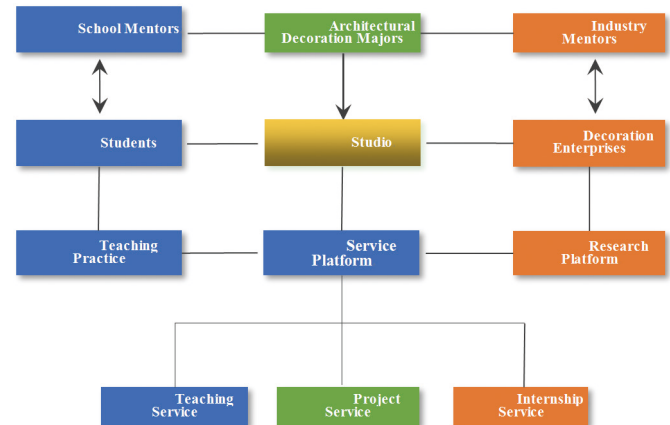 School Mentors
Architectural
Decoration Majors
Industry
Mentors
Students
Studio
Decoration
Enterprises
Teaching
Practice
Service
Platform
Research
Platform
Teaching
Service
Project
Service
Internship
Service